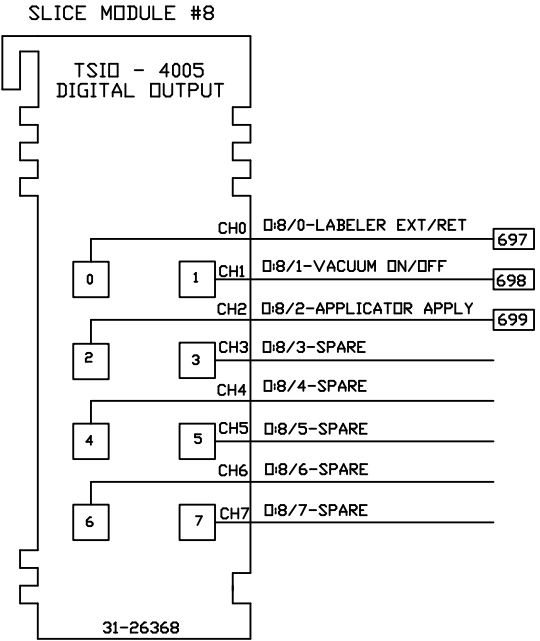 SLICE MODULE #8
TSIO - 4005
DIGITAL OUTPUT
CH0 O:8/0-LABELER EXT/RET
697
0
1
CH1 O:8/1-VACUUM ON/OFF
698
CH2 O:8/2-APPLICATOR APPLY
699
2
3
CH3 O:8/3-SPARE
CH4 O:8/4-SPARE
4
5
CH5 O:8/5-SPARE
CH6 O:8/6-SPARE
6
7
CH7 O:8/7-SPARE
31-26368